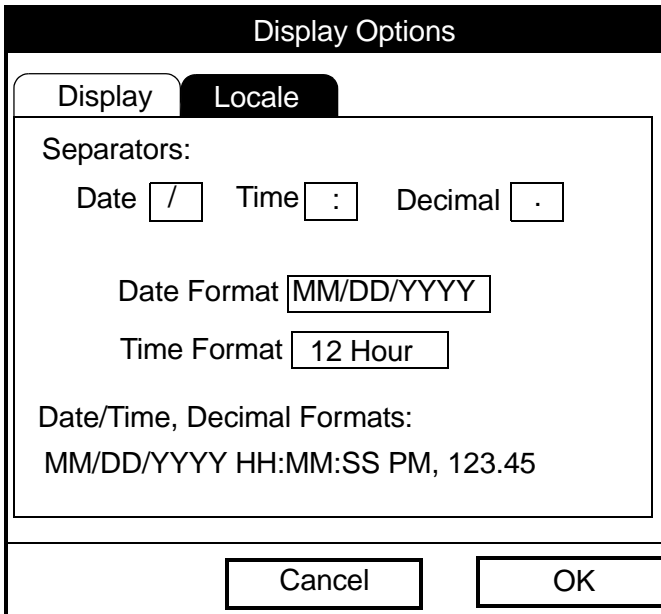 Display Options
Display Locale
Separators:
Date / Time : Decimal .
Date Format MM/DD/YYYY
Time Format 12 Hour
Date/Time, Decimal Formats:
MM/DD/YYYY HH:MM:SS PM, 123.45
Cancel OK